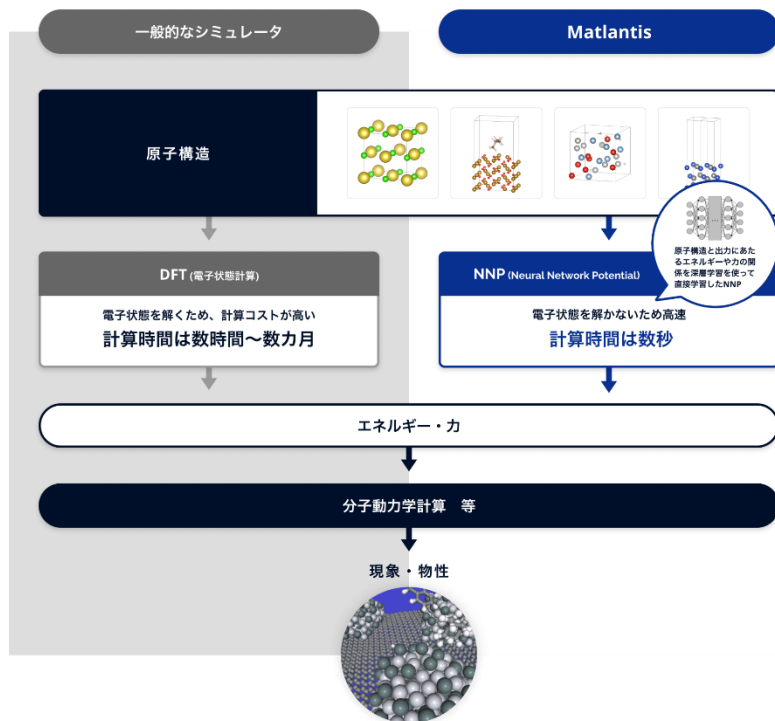 一般的なシミュレータ
Matlantis
原子構造
DFT (電子状態計算)
電子状態を解くため、計算コストが高い
計算時間は数時間～数カ月
NNP (Neural Network Potential)
原子構造と出力にあた
るエネルギーや力の関
係を深層学習を使って
直接学習したNNP
電子状態を解かないため高速
計算時間は数秒
エネルギー・力
分子動力学計算　等
現象・物性